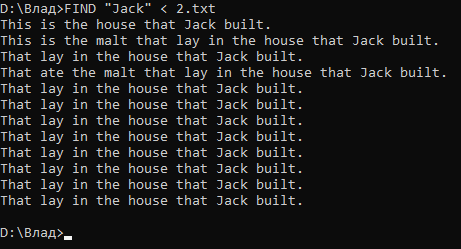 D:\Влад>FIND "Jack" < 2.txt
This is the house that Jack built.
This is the malt that lay in the house that Jack built.
That lay in the house that Jack built.
That ate the malt that lay in the house that Jack built.
That lay in the house that Jack built.
That lay in the house that Jack built.
That lay in the house that Jack built.
That lay in the house that Jack built.
That lay in the house that Jack built.
That lay in the house that Jack built.
That lay in the house that Jack built.
That lay in the house that Jack built.
D:\Влад>